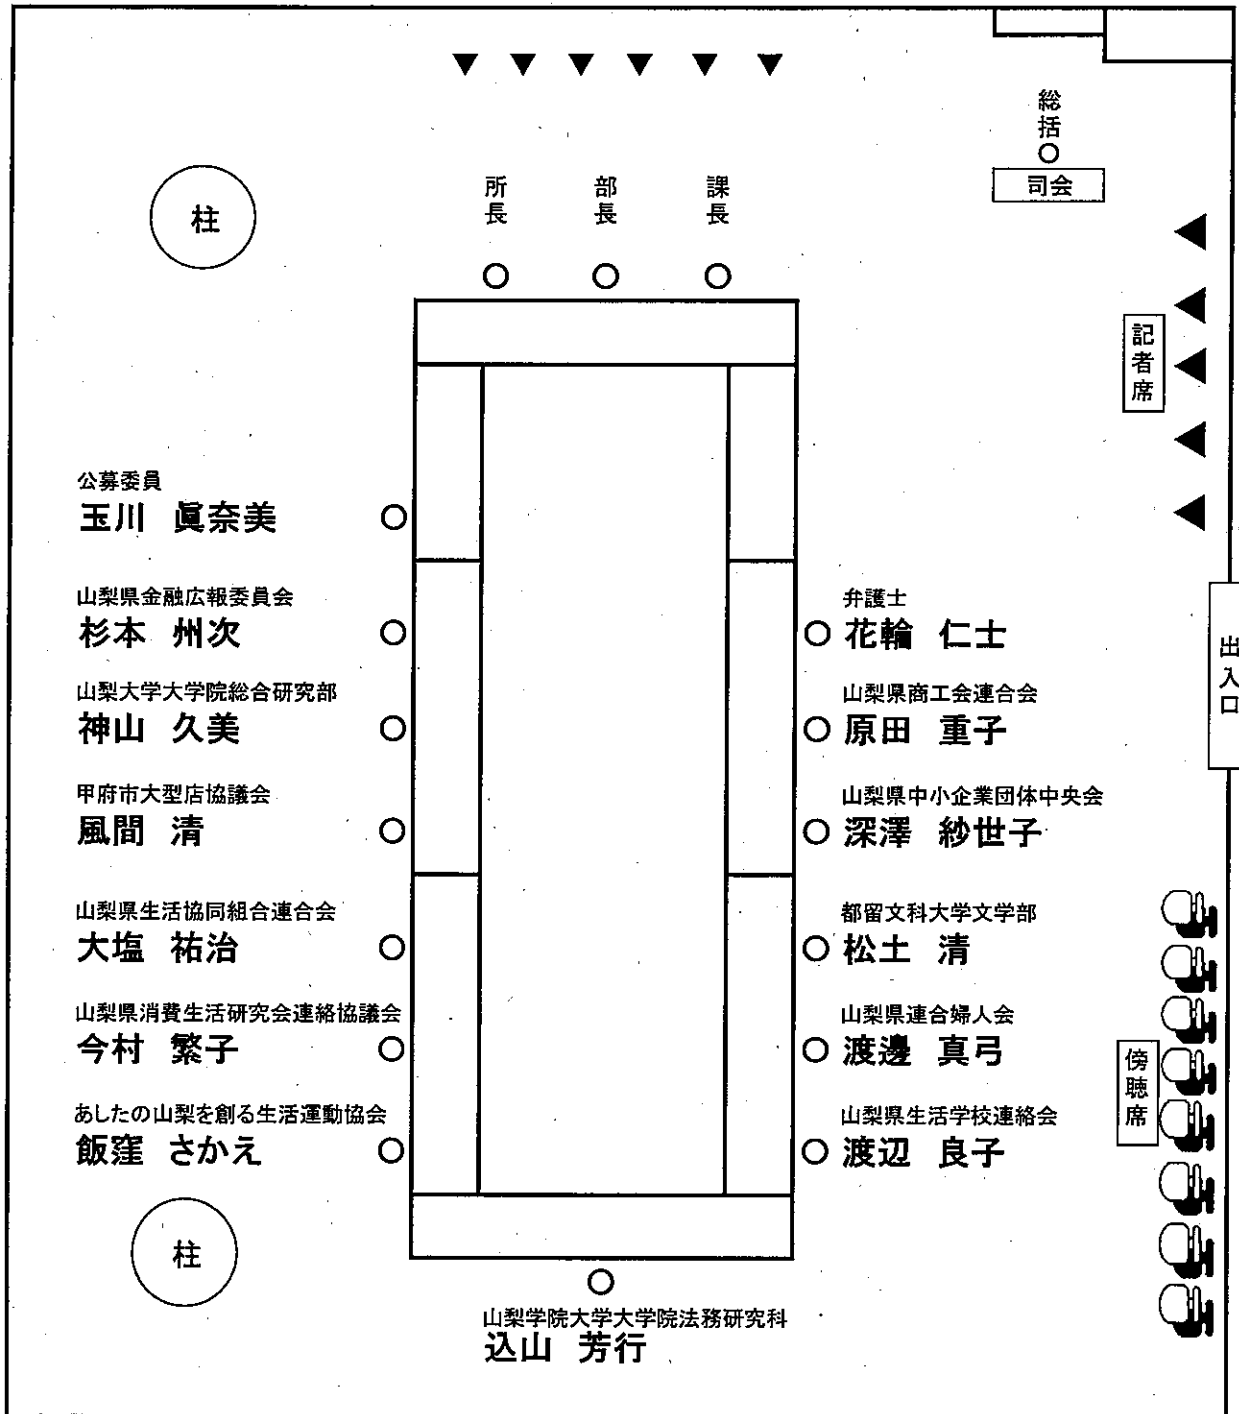 総括
司会
所長
部長
課長
柱
記者席
公募委員
玉川 眞奈美
山梨県金融広報委員会
杉本 州次
山梨大学大学院総合研究部
神山 久美
甲府市大型店協議会
風間 清
山梨県生活協同組合連合会
大塩 祐治
山梨県消費生活研究会連絡協議会
今村 繁子
あしたの山梨を創る生活運動協会
飯窪 さかえ
弁護士
花輪 仁士
山梨県商工会連合会
原田 重子
山梨県中小企業団体中央会
深澤 紗世子
都留文科大学文学部
松土 清
山梨県連合婦人会
渡邊 真弓
山梨県生活学校連絡会
渡辺 良子
出入口
傍聴席
柱
山梨学院大学大学院法務研究科
込山 芳行